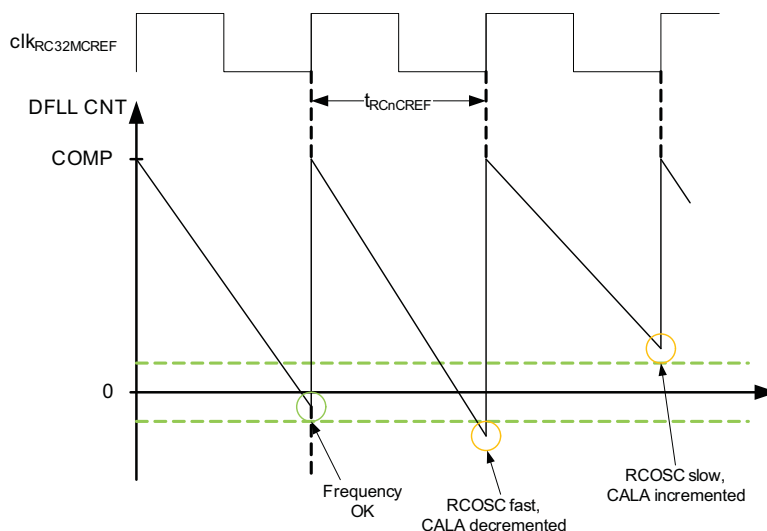 clkRC32MCREF
DFLL CNT
tRCnCREF
COMP
0
Frequency
OK
RCOSC fast,
CALA decremented
RCOSC slow,
CALA incremented